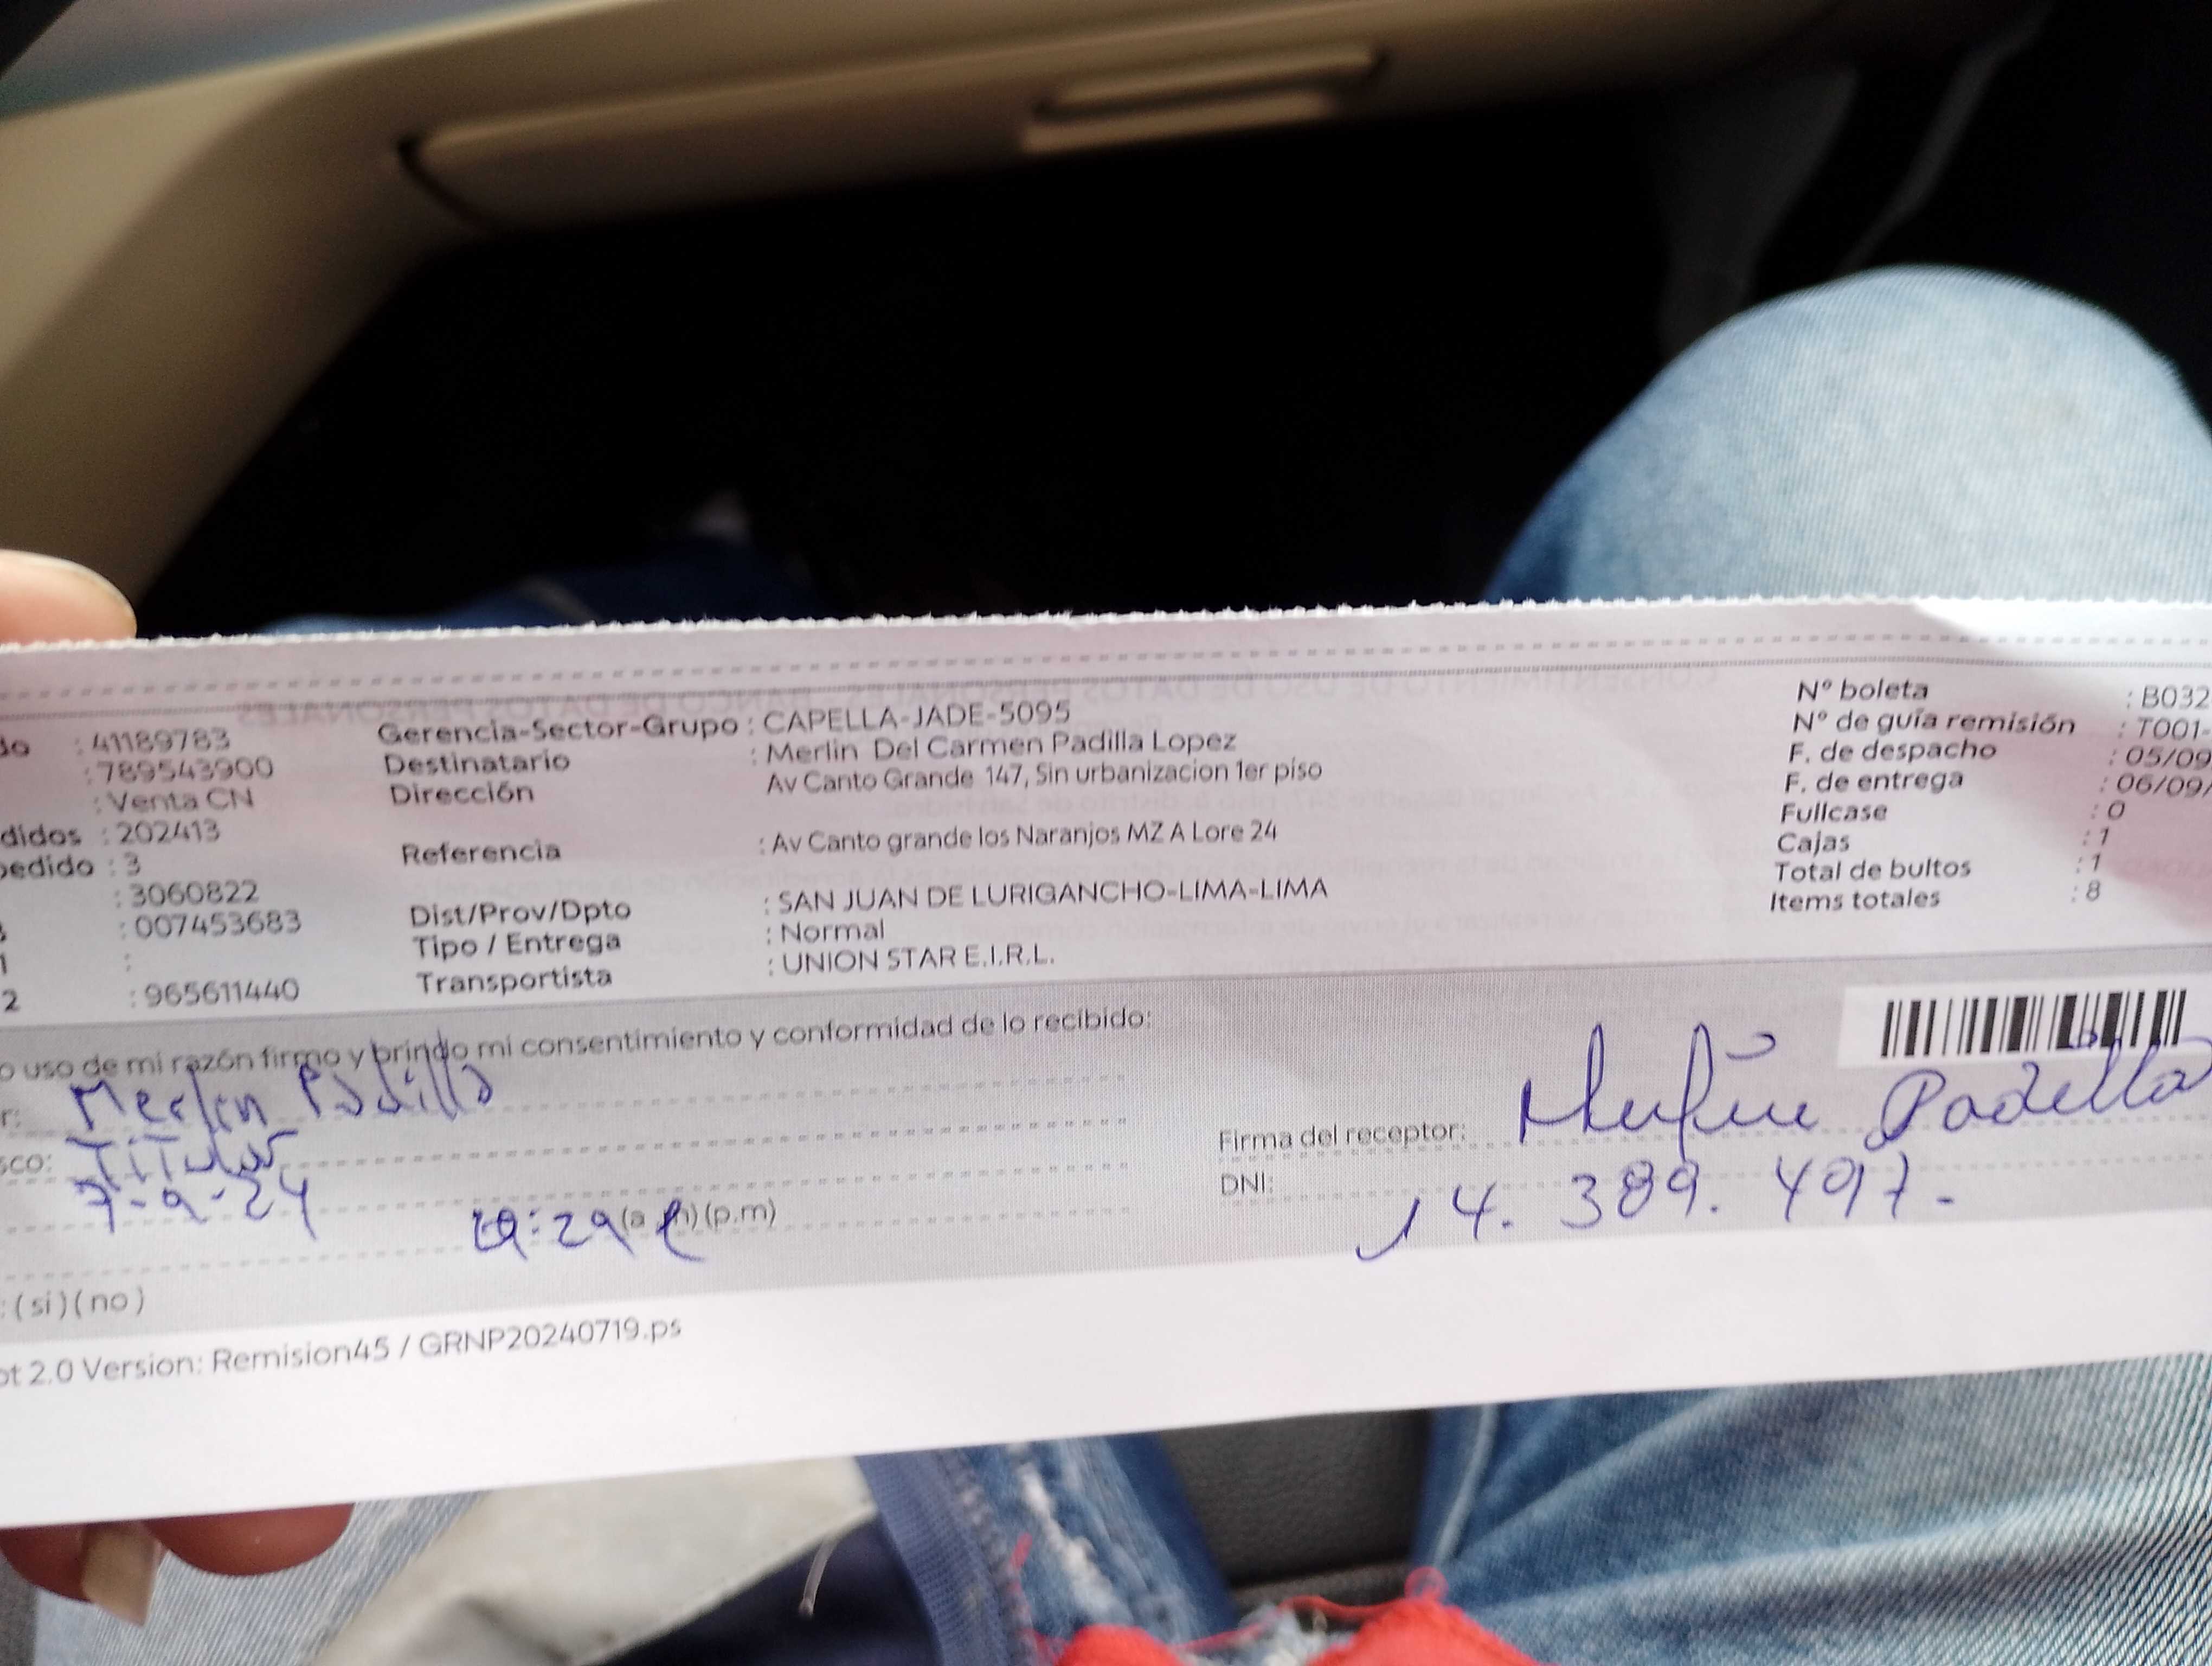 do : 41189783 Gerencia-Sector-Grupo : CAPELLA-JADE-5095 N° boleta : B032
: 789543900 Destinatario : Merlin Del Carmen Padilla Lopez N° de guía remisión : T001-
: Venta CN Dirección Av Canto Grande 147, Sin urbanizacion 1er piso F. de despacho : 05/09
didos : 202413 F. de entrega : 06/09/
pedido : 3 Referencia : Av Canto grande los Naranjos MZ A Lore 24 Fullcase : 0
: 3060822 Cajas : 1
: 007453683 Dist/Prov/Dpto : SAN JUAN DE LURIGANCHO-LIMA-LIMA Total de bultos : 1
1 : Tipo / Entrega : Normal Items totales : 8
2 : 965611440 Transportista : UNION STAR E.I.R.L.
o uso de mi razón firmo y brindo mi consentimiento y conformidad de lo recibido:
r: Merlin Padilla
sco: Titular Firma del receptor: Padilla
7-9-24 :29 (a.m) (p.m) DNI: 14.389.497.
: ( si ) ( no )
ot 2.0 Version: Remision45 / GRNP20240719.ps